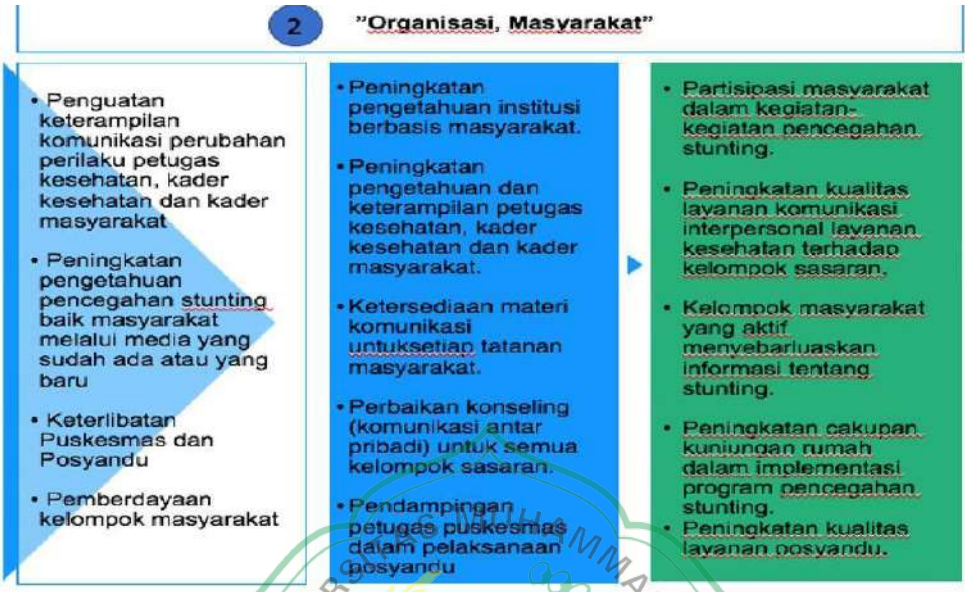 2
”Organisasi, Masyarakat”
• Penguatan
keterampilan
komunikasi perubahan
perilaku petugas
kesehatan, kader
kesehatan dan kader
masyarakat
• Peningkatan
pengetahuan
pencegahan stunting
baik masyarakat
melalui media yang
sudah ada atau yang
baru
• Keterlibatan
Puskesmas dan
Posyandu
• Pemberdayaan
kelompok masyarakat
• Peningkatan
pengetahuan institusi
berbasis masyarakat.
• Peningkatan
pengetahuan dan
keterampilan petugas
kesehatan, kader
kesehatan dan kader
masyarakat.
• Ketersediaan materi
komunikasi
untuksetiap tatanan
masyarakat.
• Perbaikan konseling
(komunikasi antar
pribadi) untuk semua
kelompok sasaran.
• Pendampingan
petugas puskesmas
dalam pelaksanaan
posyandu
• Partisipasi masyarakat
dalam kegiatan-
kegiatan pencegahan
stunting.
• Peningkatan kualitas
layanan komunikasi
interpersonal layanan
kesehatan terhadap
kelompok sasaran.
• Kelompok masyarakat
yang aktif
menyebarluaskan
informasi tentang
stunting.
• Peningkatan cakupan
kunjungan rumah
dalam implementasi
program pencegahan
stunting.
• Peningkatan kualitas
layanan posyandu.